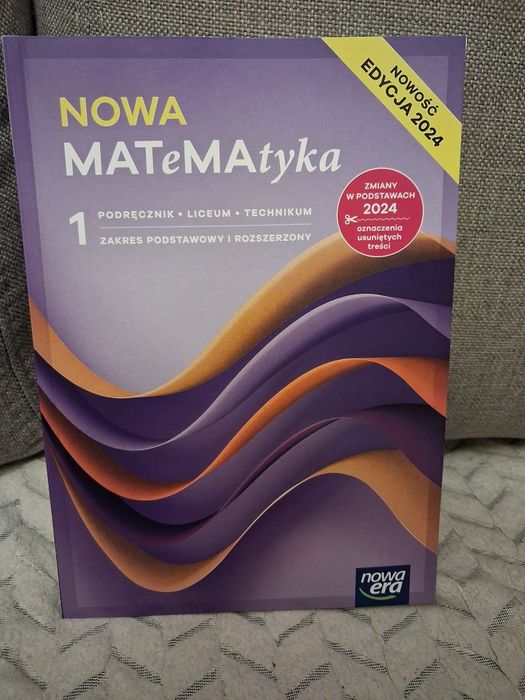 NOWOŚĆ
EDYCJA 2024
NOWA
MATeMAtyka
1
PODRĘCZNIK • LICEUM • TECHNIKUM
ZAKRES PODSTAWOWY I ROZSZERZONY
ZMIANY
W PODSTAWACH
2024
oznaczenia
usuniętych
treści
nowa
era